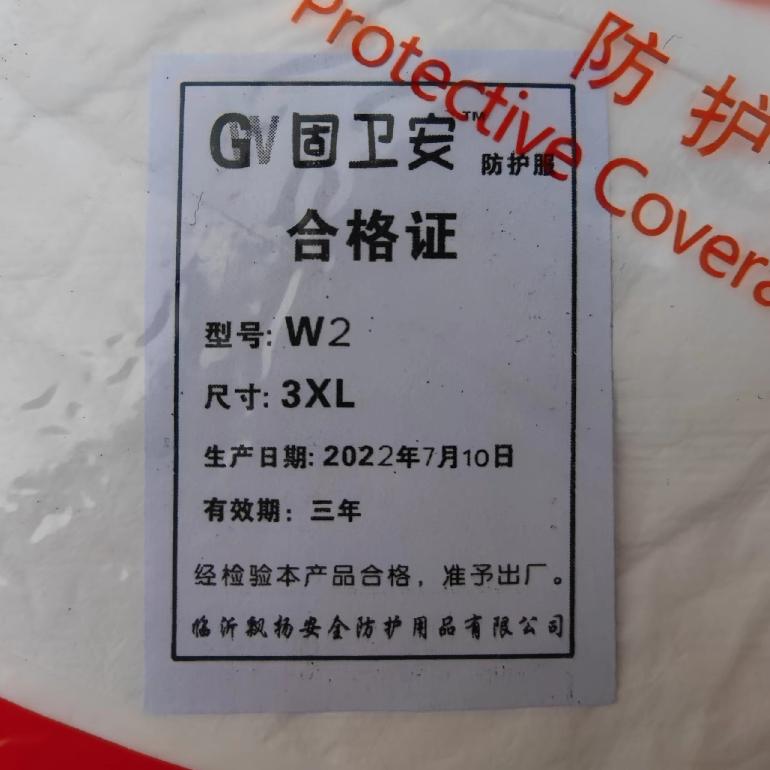 Protective Covera
防护
GW 固卫安™ 防护服
合格证
型号: W2
尺寸: 3XL
生产日期: 2022年7月10日
有效期：三年
经检验本产品合格，准予出厂。
临沂飘扬安全防护用品有限公司